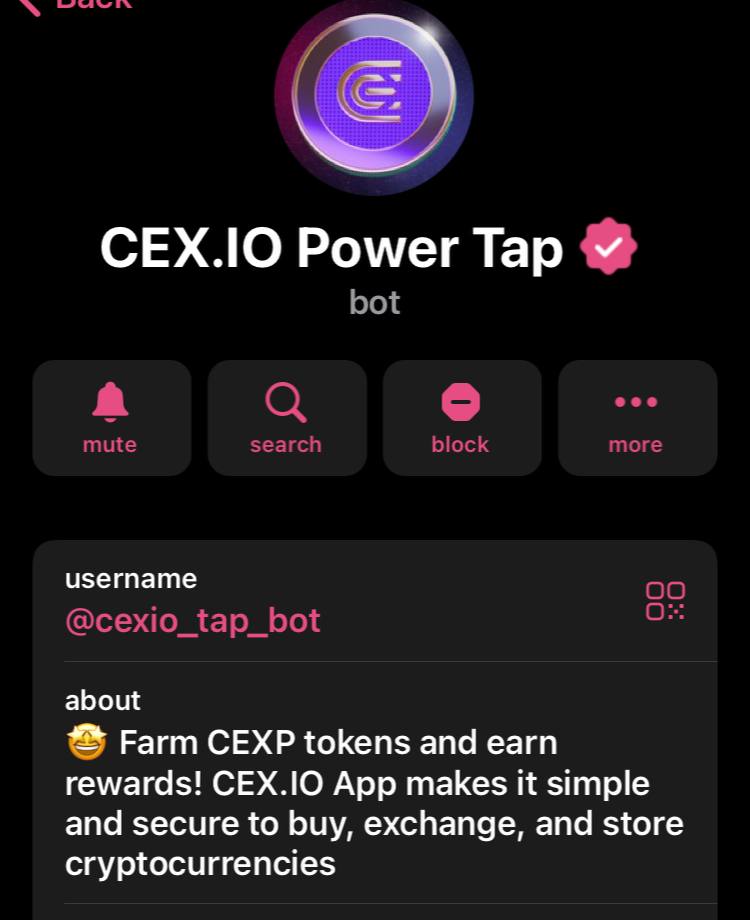 Back
CEX.IO Power Tap
bot
mute
search
block
more
username
@cexio_tap_bot
about
🤩 Farm CEXP tokens and earn
rewards! CEX.IO App makes it simple
and secure to buy, exchange, and store
cryptocurrencies